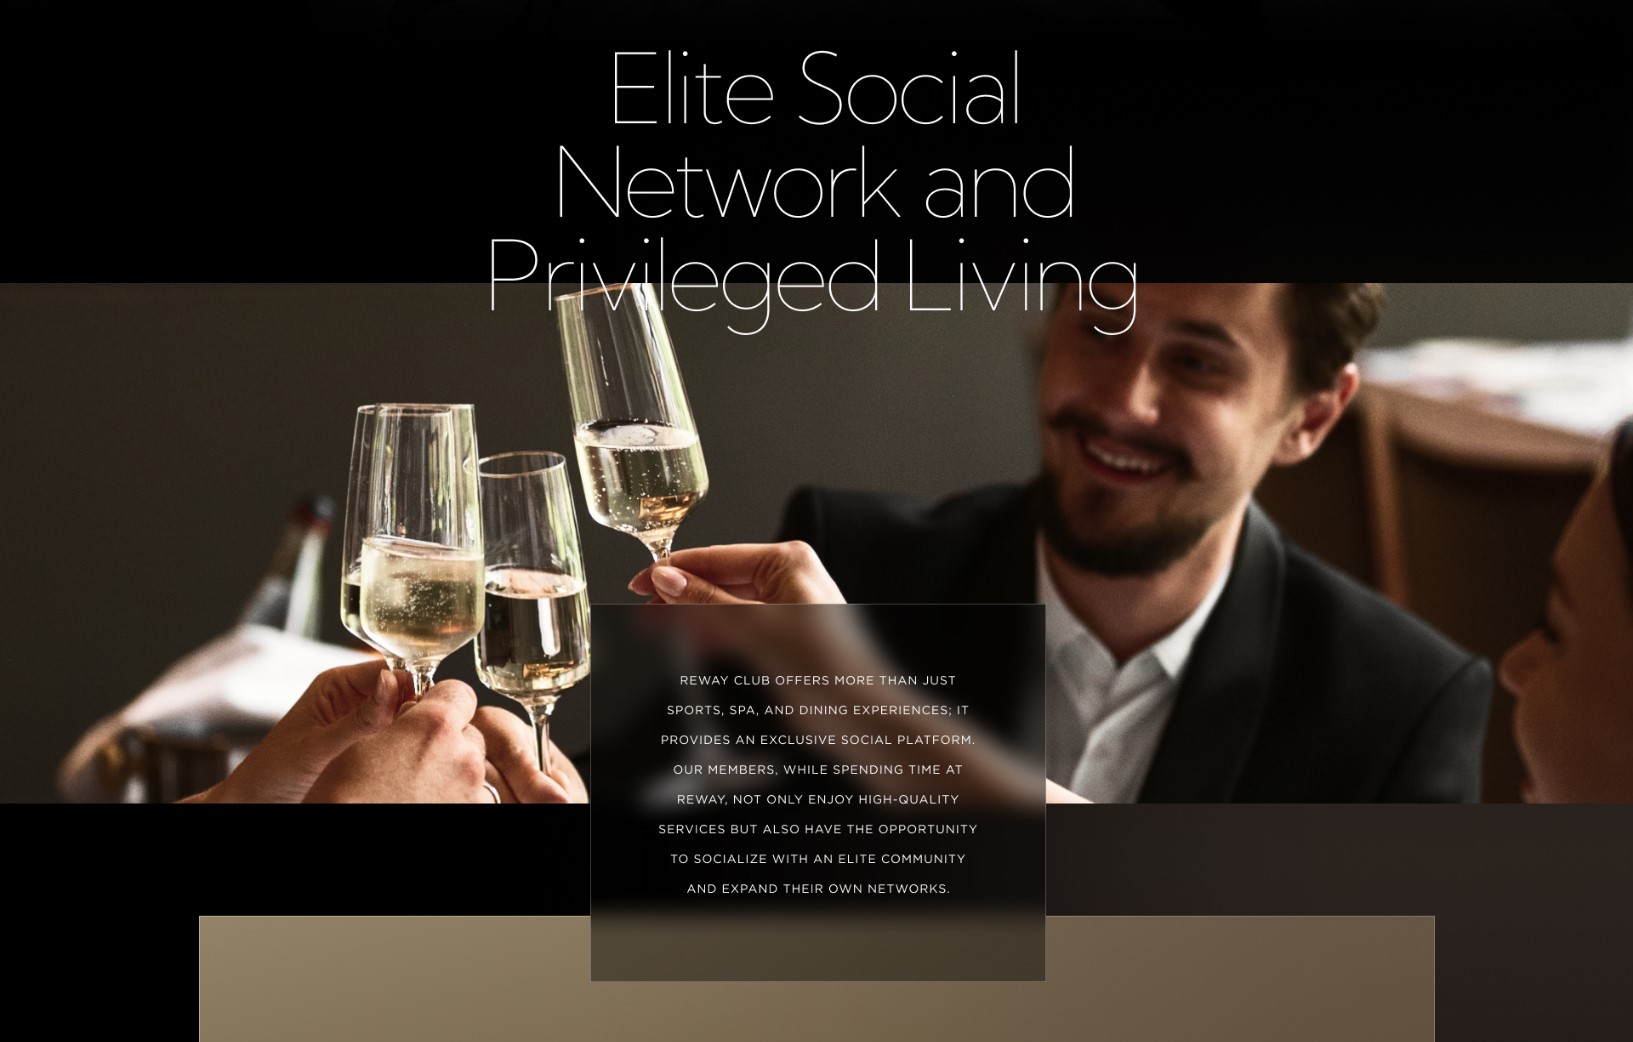 Elite Social
Network and
Privileged Living
REWAY CLUB OFFERS MORE THAN JUST
SPORTS, SPA, AND DINING EXPERIENCES; IT
PROVIDES AN EXCLUSIVE SOCIAL PLATFORM.
OUR MEMBERS, WHILE SPENDING TIME AT
REWAY, NOT ONLY ENJOY HIGH-QUALITY
SERVICES BUT ALSO HAVE THE OPPORTUNITY
TO SOCIALIZE WITH AN ELITE COMMUNITY
AND EXPAND THEIR OWN NETWORKS.